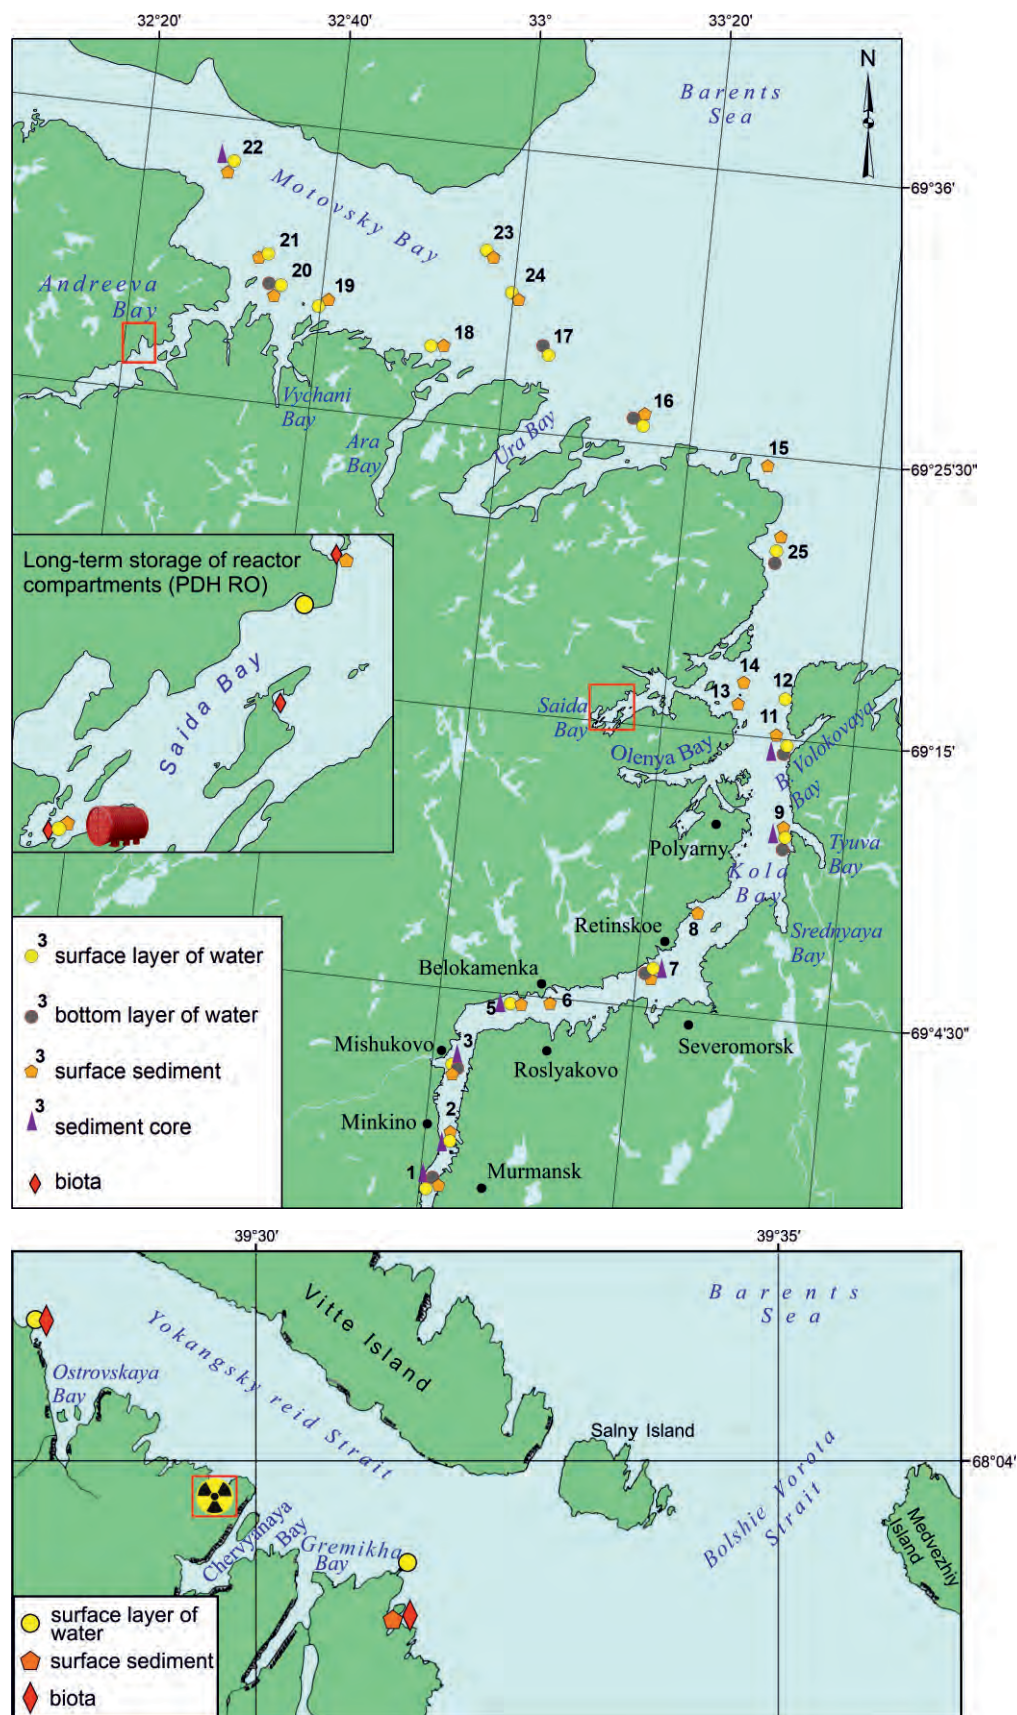 32°20' 32°40' 33° 33°20'
N
Barents
Sea
22
Motovsky Bay
69°36'
21
23
20
19
24
Andreeva
Bay
18
17
Vychani
Bay
16
Ara
Bay
Ura Bay
15
69°25'30"
25
Long-term storage of reactor
compartments (PDH RO)
Saida Bay
14
13
12
Saida
Bay
11
Olenya Bay
69°15'
B. Volokovaya
Bay
9
Polyarny
Tyuva
Bay
Kola
Bay
8
Retinskoe
Srednyaya
Bay
7
Belokamenka
5
6
69°4'30"
Mishukovo
3
Roslyakovo
Severomorsk
Minkino
2
1
Murmansk
3 surface layer of water
3 bottom layer of water
3 surface sediment
3 sediment core
biota
39°30' 39°35'
Barents
Sea
Vitte Island
Yokangsky reid Strait
Ostrovskaya
Bay
Salny Island
68°04'
Bolshie Vorota
Strait
Medvezhiy
Island
Chervyanaya
Bay
Gremikha
Bay
surface layer of
water
surface sediment
biota